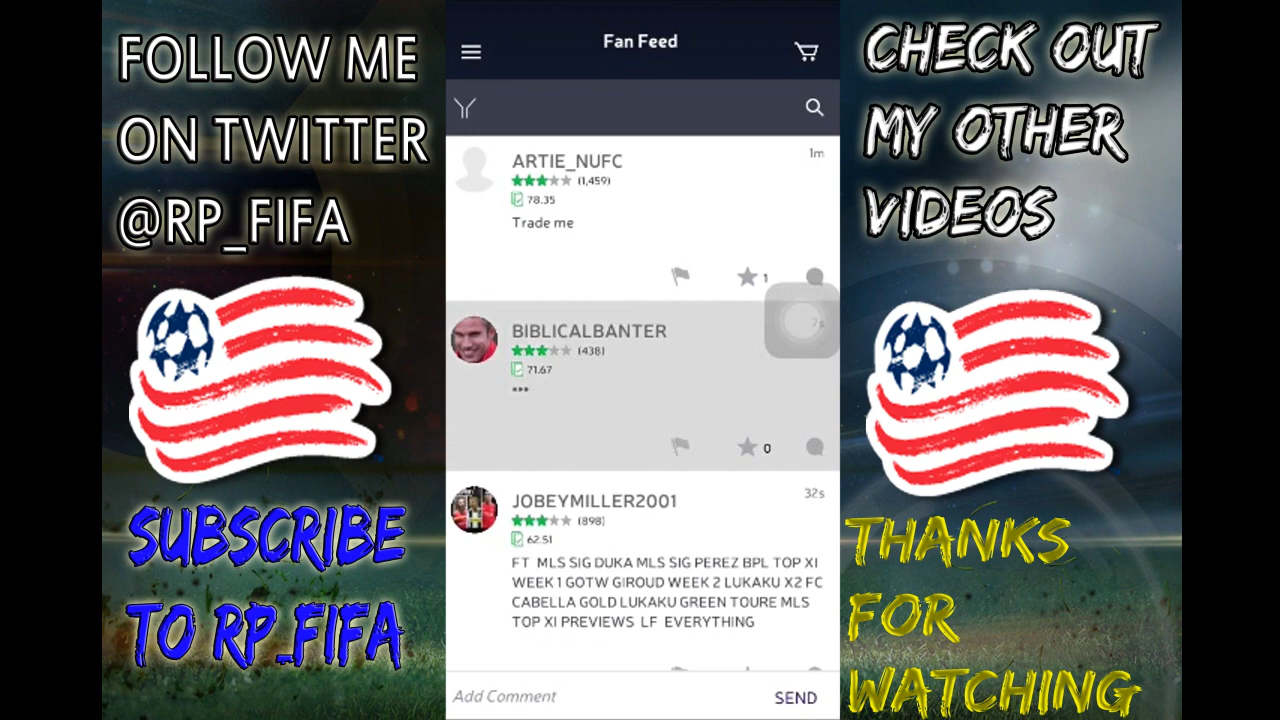 FOLLOW ME
ON TWITTER
@RP_FIFA
SUBSCRIBE
TO RP_FIFA
Fan Feed
ARTIE_NUFC
1m
(1,459)
78.35
Trade me
1
BIBLICALBANTER
7s
(438)
71.67
•••
0
JOBEYMILLER2001
32s
(898)
62.51
FT MLS SIG DUKA MLS SIG PEREZ BPL TOP XI
WEEK 1 GOTW GIROUD WEEK 2 LUKAKU X2 FC
CABELLA GOLD LUKAKU GREEN TOURE MLS
TOP XI PREVIEWS LF EVERYTHING
Add Comment
SEND
CHECK OUT
MY OTHER
VIDEOS
THANKS
FOR
WATCHING